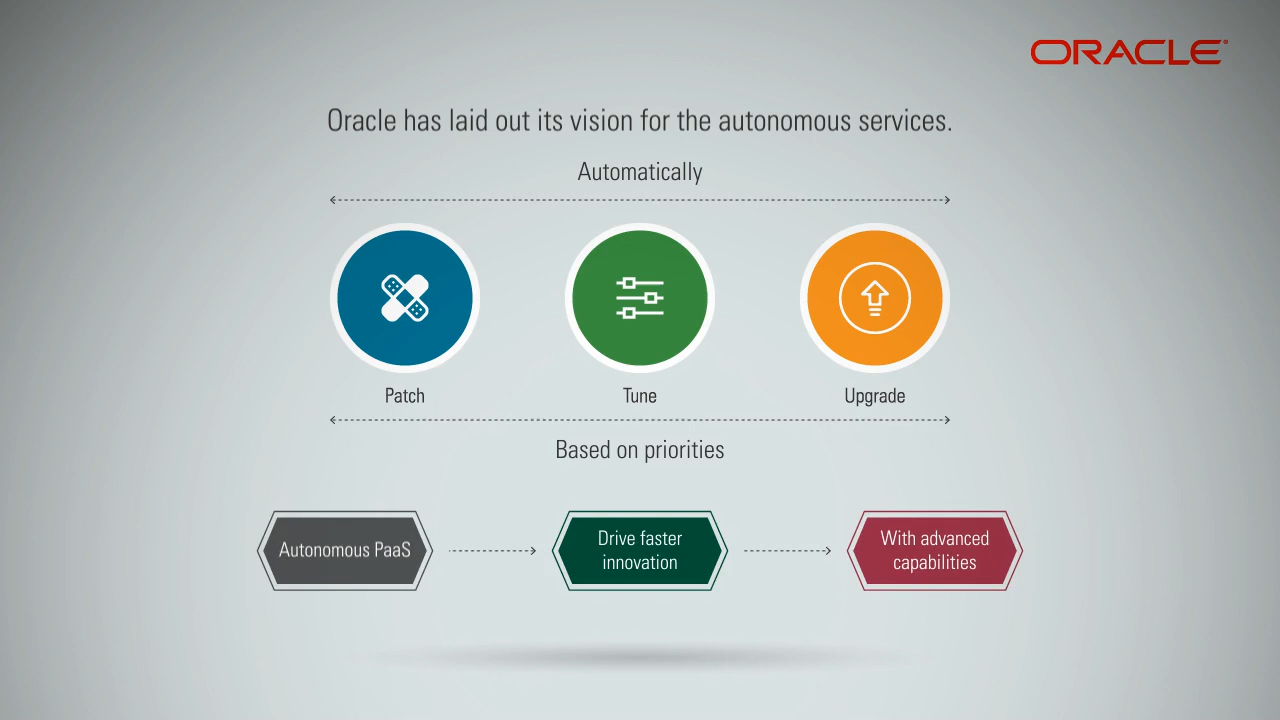 ORACLE
Oracle has laid out its vision for the autonomous services.
Automatically
Patch
Tune
Upgrade
Based on priorities
Autonomous PaaS
Drive faster
innovation
With advanced
capabilities